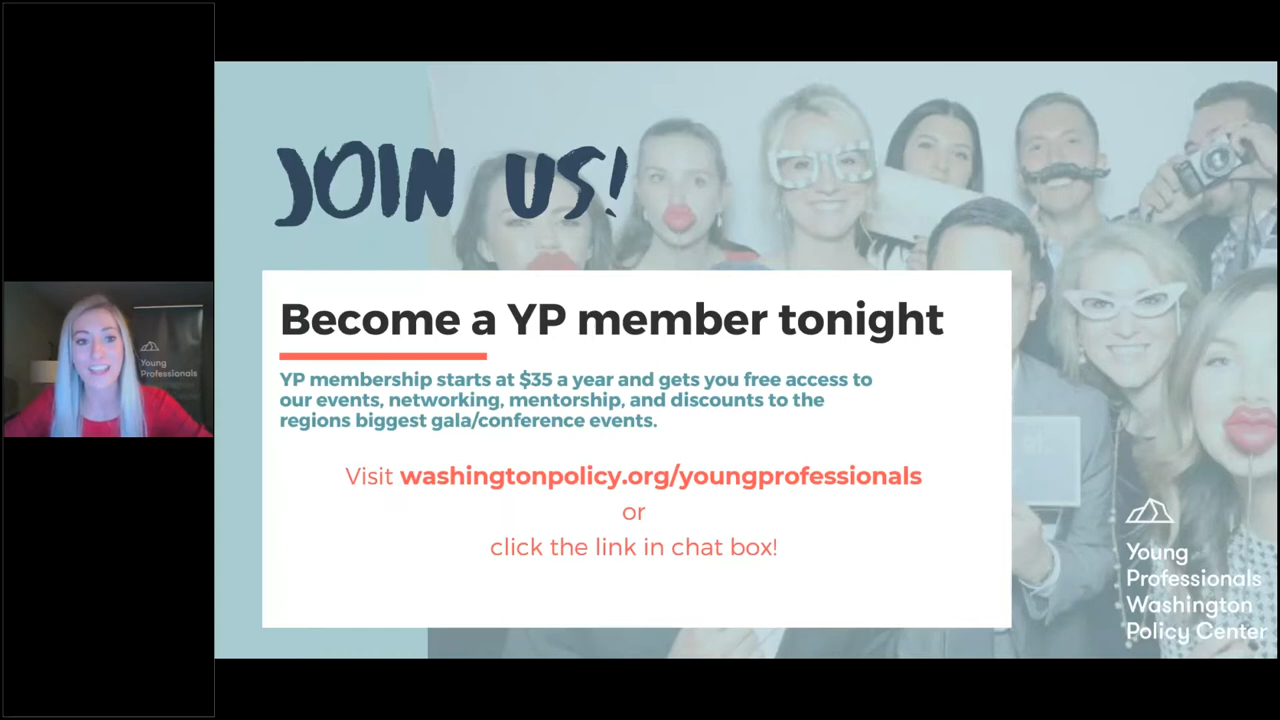 JOIN US!
Become a YP member tonight
YP membership starts at $35 a year and gets you free access to
our events, networking, mentorship, and discounts to the
regions biggest gala/conference events.
Visit washingtonpolicy.org/youngprofessionals
or
click the link in chat box!
Young
Professionals
Young
Professionals
Washington
Policy Center